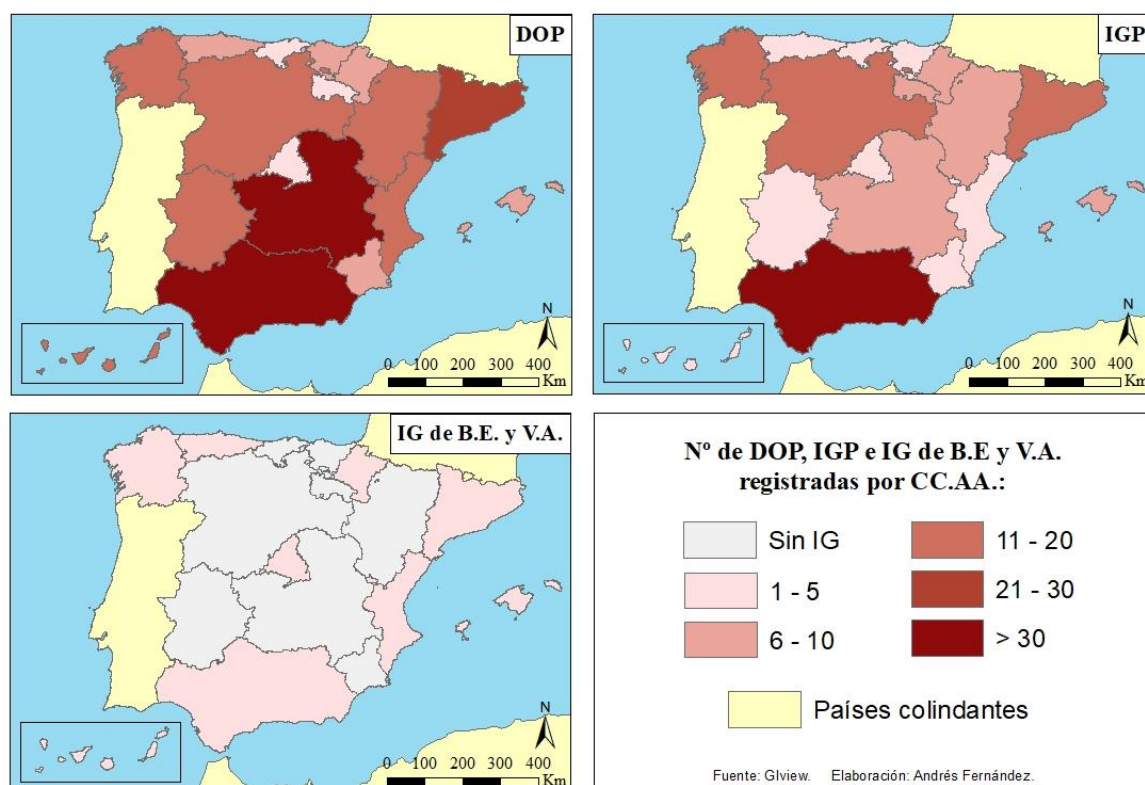 DOP
N
0 100 200 300 400
Km
IGP
N
0 100 200 300 400
Km
IG de B.E. y V.A.
N
0 100 200 300 400
Km
Nº de DOP, IGP e IG de B.E y V.A.
registradas por CC.AA.:
Sin IG
11 - 20
1 - 5
21 - 30
6 - 10
> 30
Países colindantes
Fuente: GIview. Elaboración: Andrés Fernández.